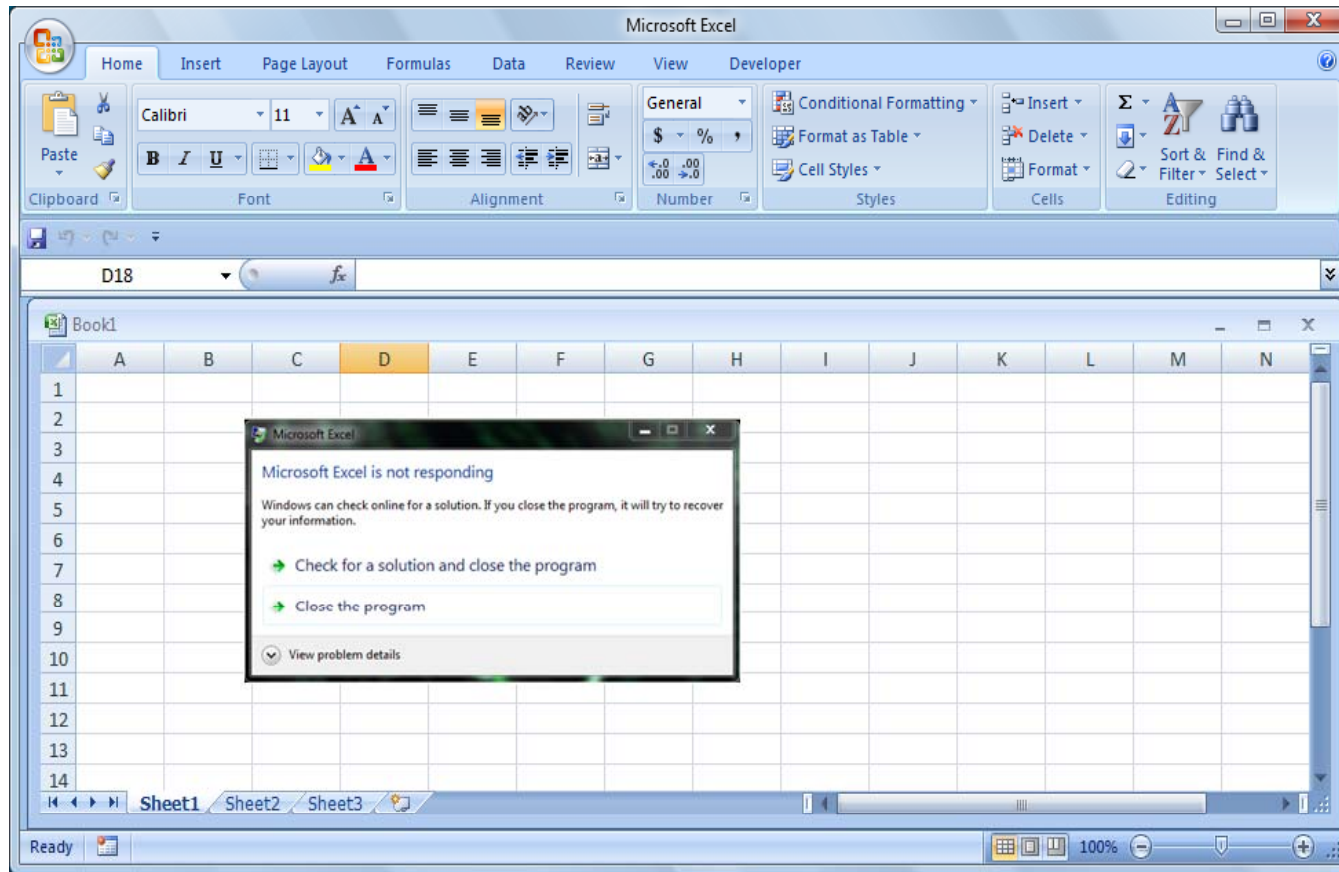 Microsoft Excel
Home Insert Page Layout Formulas Data Review View Developer
Calibri 11 A A General Conditional Formatting Insert Σ A Z
$ % , Format as Table Delete
Paste B I U A a .0 .00 .00 .0 Cell Styles Format Sort & Filter Find & Select
Clipboard Font Alignment Number Styles Cells Editing
D18 fx
Book1
A B C D E F G H I J K L M N
1
2
Microsoft Excel
3
Microsoft Excel is not responding
4
Windows can check online for a solution. If you close the program, it will try to recover
5
your information.
6
Check for a solution and close the program
7
8
Close the program
9
View problem details
10
11
12
13
14
Sheet1 Sheet2 Sheet3
Ready 100%